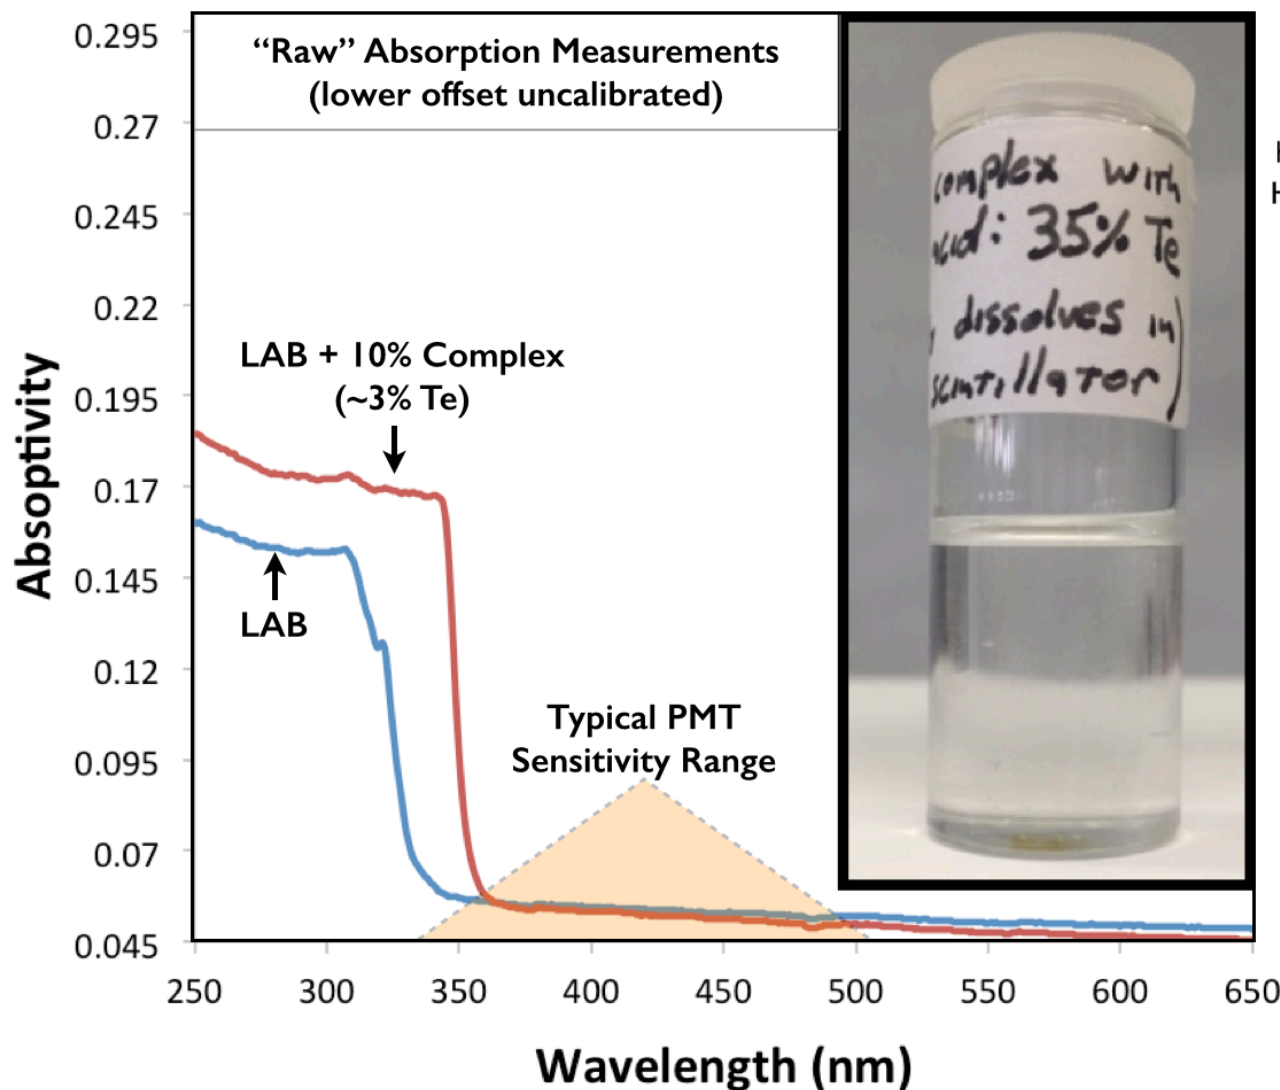 “Raw” Absorption Measurements
(lower offset uncalibrated)
0.295
0.27
0.245
0.22
0.195
0.17
0.145
0.12
0.095
0.07
0.045
Absoptivity
LAB + 10% Complex
(~3% Te)
LAB
Typical PMT
Sensitivity Range
250 300 350 400 450 500 550 600 650
Wavelength (nm)
complex with
acid: 35% Te
dissolves in
scintillator)